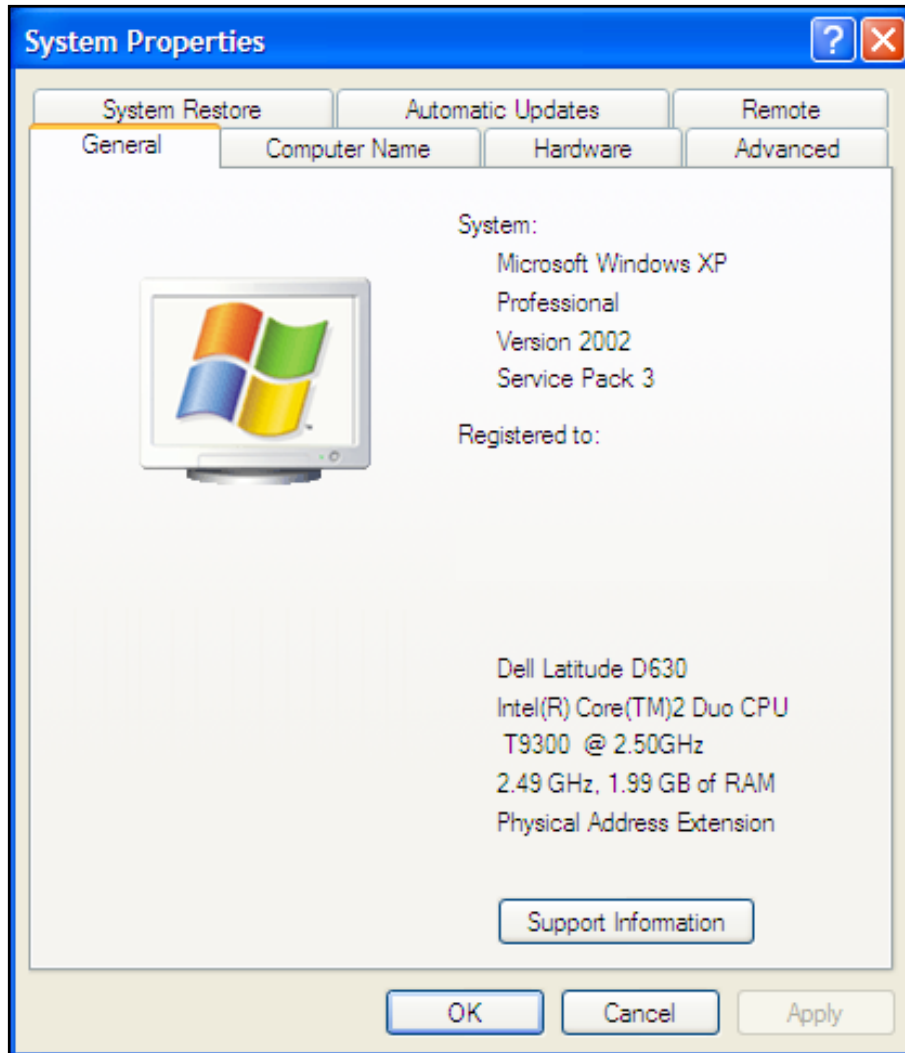 System Properties
?
System Restore Automatic Updates Remote
General Computer Name Hardware Advanced
System:
Microsoft Windows XP
Professional
Version 2002
Service Pack 3
Registered to:
Dell Latitude D630
Intel(R) Core(TM)2 Duo CPU
T9300 @ 2.50GHz
2.49 GHz, 1.99 GB of RAM
Physical Address Extension
Support Information
OK Cancel Apply